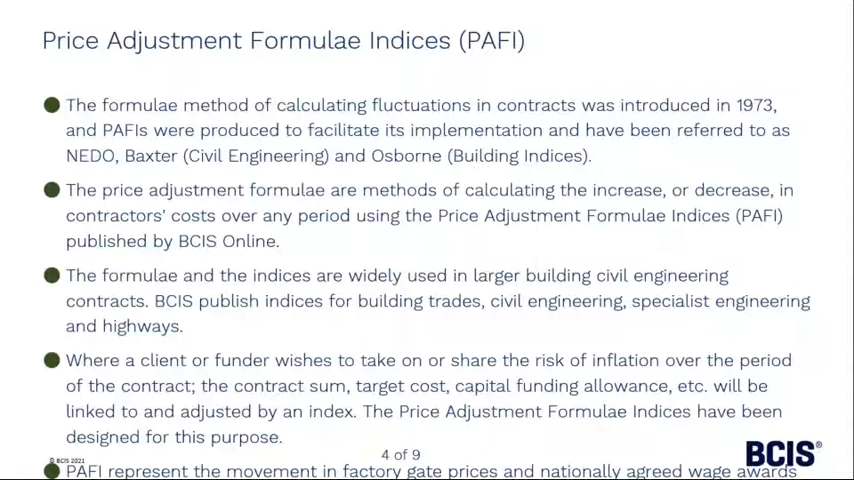 Price Adjustment Formulae Indices (PAFI)
The formulae method of calculating fluctuations in contracts was introduced in 1973,
and PAFIs were produced to facilitate its implementation and have been referred to as
NEDO, Baxter (Civil Engineering) and Osborne (Building Indices).
The price adjustment formulae are methods of calculating the increase, or decrease, in
contractors' costs over any period using the Price Adjustment Formulae Indices (PAFI)
published by BCIS Online.
The formulae and the indices are widely used in larger building civil engineering
contracts. BCIS publish indices for building trades, civil engineering, specialist engineering
and highways.
Where a client or funder wishes to take on or share the risk of inflation over the period
of the contract; the contract sum, target cost, capital funding allowance, etc. will be
linked to and adjusted by an index. The Price Adjustment Formulae Indices have been
designed for this purpose.
PAFI represent the movement in factory gate prices and nationally agreed wage awards
© BCIS 2021
4 of 9
BCIS®